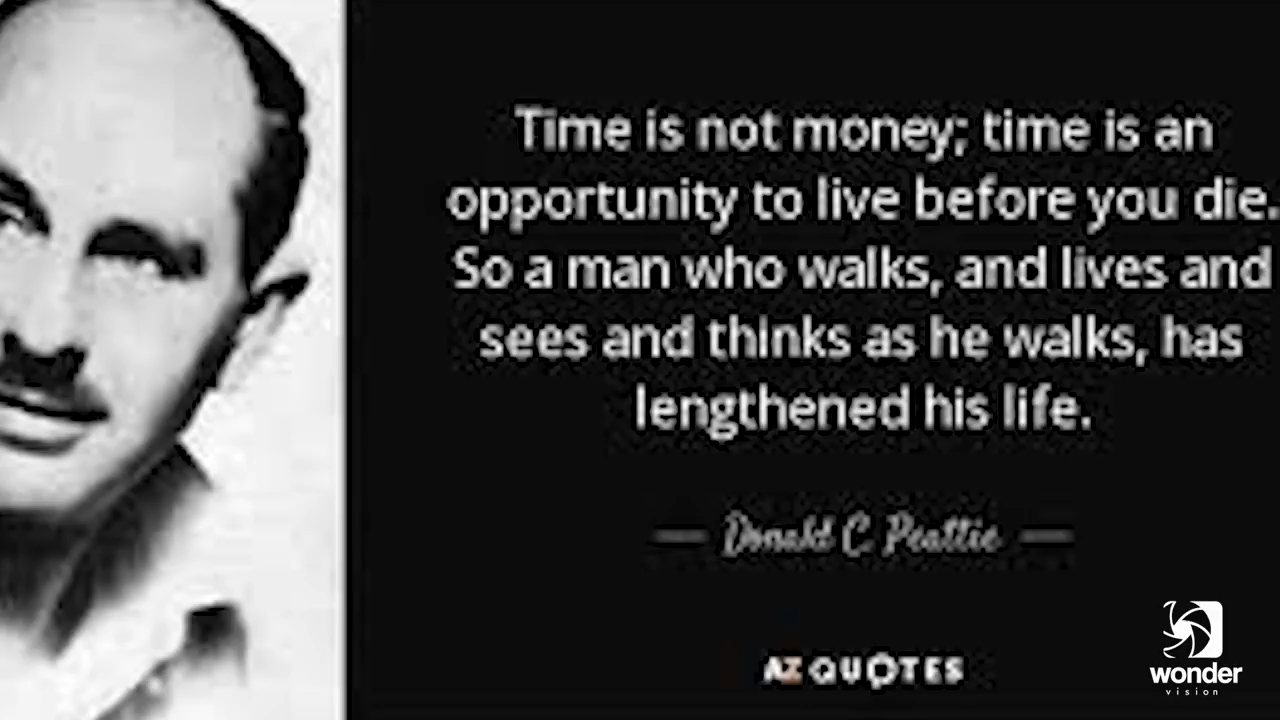 Time is not money; time is an
opportunity to live before you die.
So a man who walks, and lives and
sees and thinks as he walks, has
lengthened his life.
— Donald C. Peattie —
AZ QUOTES
wonder
vision